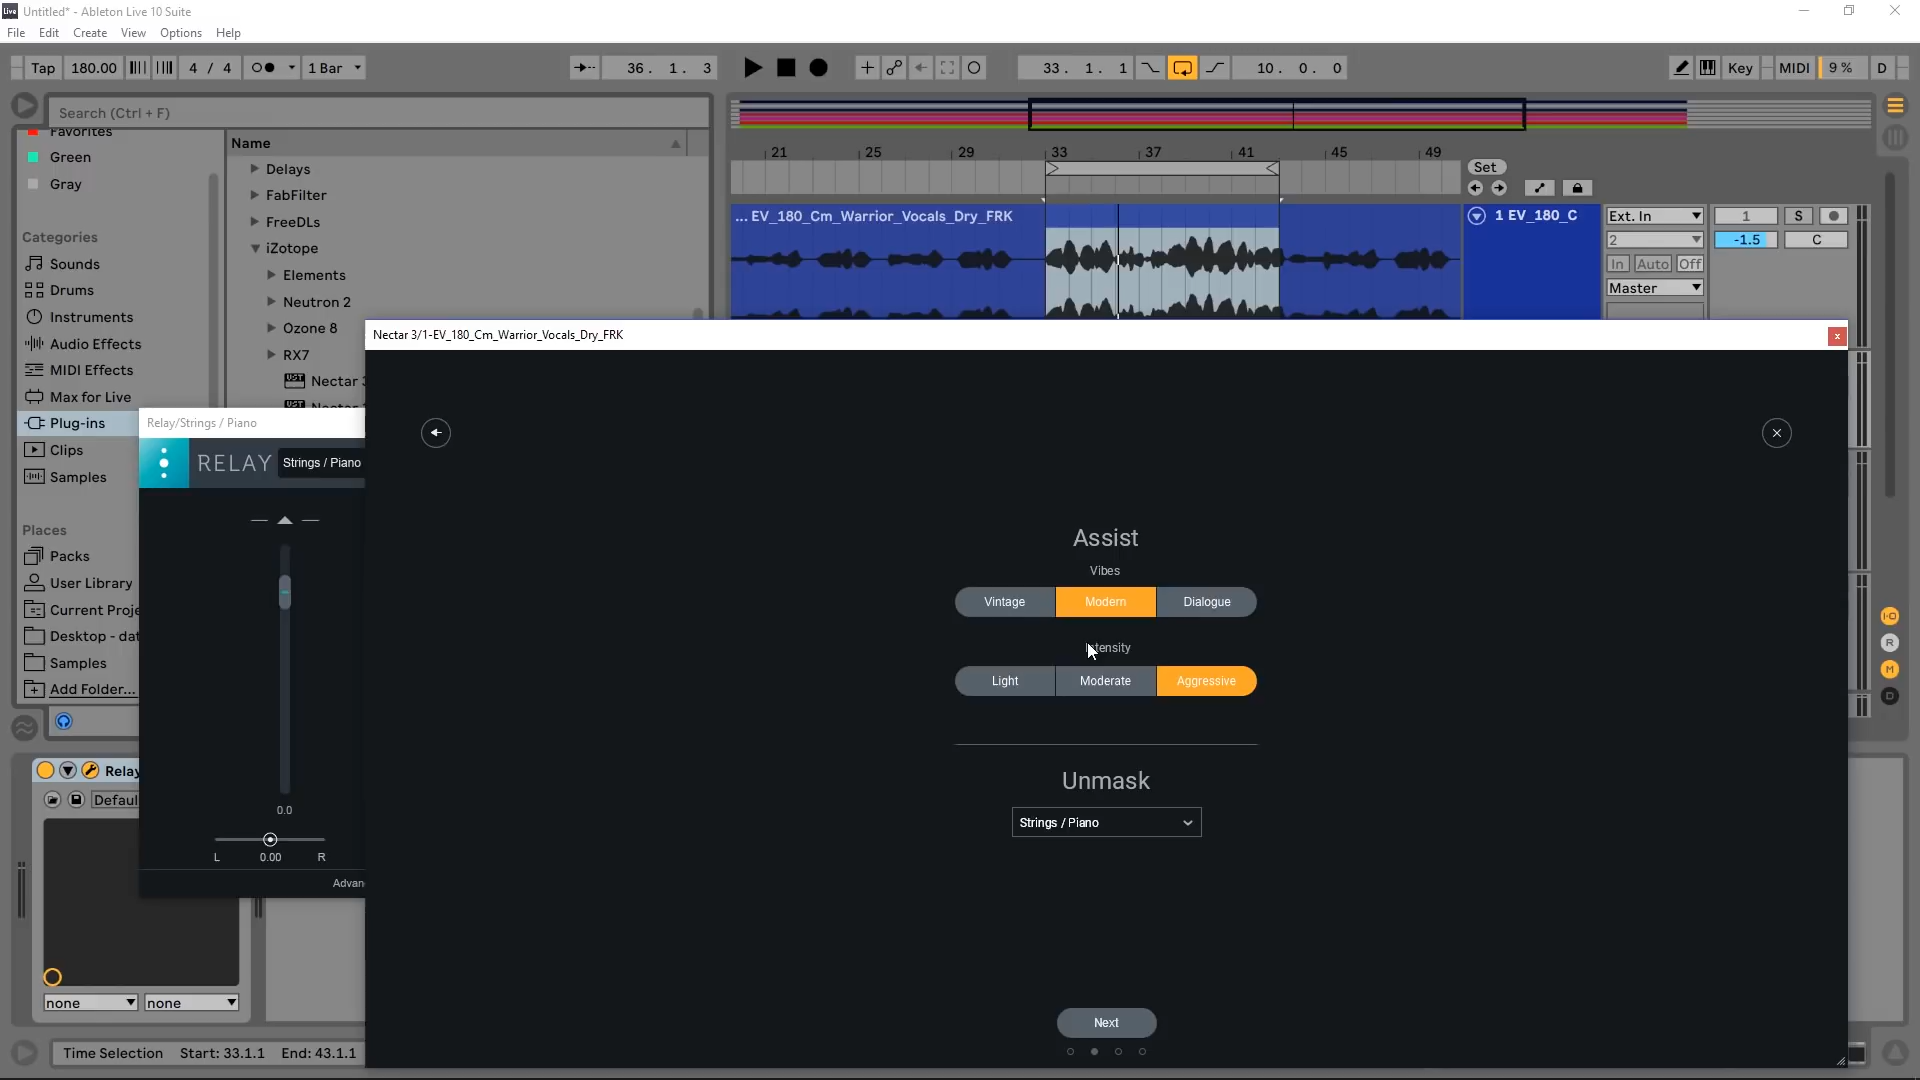 Untitled* - Ableton Live 10 Suite
File Edit Create View Options Help
Tap 180.00 4 / 4 1 Bar 36. 1. 3 33. 1. 1 10. 0. 0 Key MIDI 9 % D
Search (Ctrl + F)
Favorites
Green
Gray
Categories
Sounds
Drums
Instruments
Audio Effects
MIDI Effects
Max for Live
Plug-ins
Clips
Samples
Places
Packs
User Library
Current Proje
Desktop - dat
Samples
Add Folder...
Name
Delays
FabFilter
FreeDLs
iZotope
Elements
Neutron 2
Ozone 8
RX7
Nectar 3
21 25 29 33 37 41 45 49
Set
... EV_180_Cm_Warrior_Vocals_Dry_FRK
1 EV_180_C
Ext. In 1 S
2 -1.5 C
In Auto Off
Master
Relay/Strings / Piano
RELAY Strings / Piano
0.0
L 0.00 R
Advan
Nectar 3/1-EV_180_Cm_Warrior_Vocals_Dry_FRK
x
Assist
Vibes
Vintage Modern Dialogue
Intensity
Light Moderate Aggressive
Unmask
Strings / Piano
Next
I·O
R
M
D
Relay
Defaul
none none
Time Selection Start: 33.1.1 End: 43.1.1